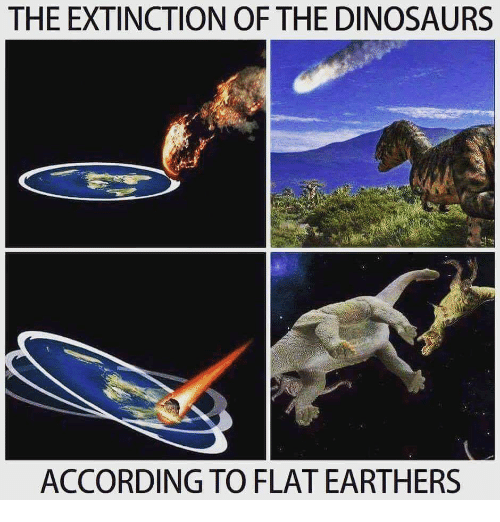 THE EXTINCTION OF THE DINOSAURS
ACCORDING TO FLAT EARTHERS